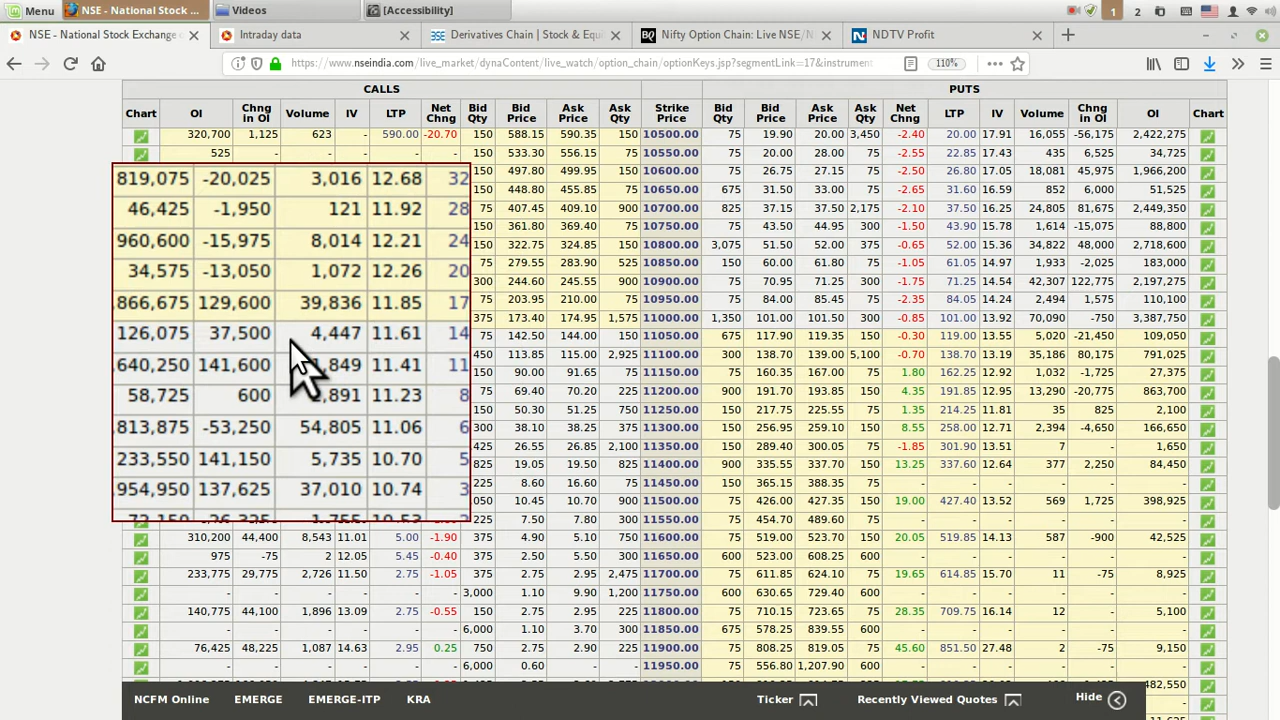 Menu NSE - National Stock ... Videos [Accessibility] 1 2
NSE - National Stock Exchange Intraday data Derivatives Chain | Stock & Equ Nifty Option Chain: Live NSE/N NDTV Profit
https://www.nseindia.com/live_market/dynaContent/live_watch/option_chain/optionKeys.jsp?segmentLink=17&instrument 110%
CALLS PUTS
Chart OI Chng in OI Volume IV LTP Net Chng Bid Qty Bid Price Ask Price Ask Qty Strike Price Bid Qty Bid Price Ask Price Ask Qty Net Chng LTP IV Volume Chng in OI OI Chart
320,700 1,125 623 - 590.00 -20.70 150 588.15 590.35 150 10500.00 75 19.90 20.00 3,450 -2.40 20.00 17.91 16,055 -56,175 2,422,275
525 - - - - - 150 533.30 556.15 75 10550.00 75 20.00 28.00 75 -2.55 22.85 17.43 435 6,525 34,725
150 497.80 499.95 150 10600.00 75 26.75 27.15 75 -2.50 26.80 17.05 18,081 45,975 1,966,200
150 448.80 455.85 75 10650.00 675 31.50 33.00 75 -2.65 31.60 16.59 852 6,000 51,525
75 407.45 409.10 900 10700.00 825 37.15 37.50 2,175 -2.10 37.50 16.25 24,805 81,675 2,449,350
150 361.80 369.40 75 10750.00 75 43.50 44.95 300 -1.50 43.90 15.78 1,614 -15,075 88,800
150 322.75 324.85 150 10800.00 3,075 51.50 52.00 375 -0.65 52.00 15.36 34,822 48,000 2,718,600
75 279.55 283.90 525 10850.00 150 60.00 61.80 150 -1.05 61.05 14.97 1,933 -2,025 183,000
300 244.60 245.55 900 10900.00 75 70.95 71.25 300 -1.75 71.25 14.54 42,307 122,775 2,197,275
75 203.95 210.00 75 10950.00 75 84.00 85.45 75 -2.35 84.05 14.24 2,494 1,575 110,100
375 173.40 174.95 1,575 11000.00 1,350 101.00 101.50 300 -0.85 101.00 13.92 70,090 -750 3,387,750
75 142.50 144.00 150 11050.00 675 117.90 119.35 150 -0.30 119.00 13.55 5,020 -21,450 109,050
450 113.85 115.00 2,925 11100.00 300 138.70 139.00 5,100 -0.70 138.70 13.19 35,186 80,175 791,025
150 90.00 91.65 75 11150.00 75 160.35 167.00 75 1.80 162.25 12.92 1,032 -1,725 27,375
75 69.40 70.20 225 11200.00 75 191.70 193.85 150 4.35 191.70 12.92 13,290 -20,775 863,700
150 50.30 51.25 750 11250.00 150 217.75 225.55 75 1.35 214.25 11.81 35 825 2,100
300 38.10 38.25 375 11300.00 150 256.95 259.10 150 8.55 258.00 12.71 2,394 -4,650 166,650
425 26.55 26.85 2,100 11350.00 150 289.40 300.05 150 -1.85 301.90 13.51 7 - 1,650
825 19.05 19.50 825 11400.00 900 335.55 337.70 150 13.25 337.60 12.64 377 2,250 84,450
225 8.60 16.60 75 11450.00 150 365.15 388.35 75 - - - - - -
050 10.45 10.70 900 11500.00 75 426.00 427.35 75 19.00 427.40 13.52 569 1,725 398,925
225 7.50 7.80 300 11550.00 75 454.70 489.60 75 - - - - - -
819,075 -20,025 3,016 12.68 32
46,425 -1,950 121 11.92 28
960,600 -15,975 8,014 12.21 24
34,575 -13,050 1,072 12.26 20
,866,675 129,600 39,836 11.85 17
126,075 37,500 4,447 11.61 14
,640,250 141,600 849 11.41 11
58,725 600 ,891 11.23 8
,813,875 -53,250 54,805 11.06 6
233,550 141,150 5,735 10.70 5
,954,950 137,625 37,010 10.74 3
310,200 44,400 8,543 11.01 5.00 -1.90 375 4.90 5.10 750 11600.00 75 519.00 523.70 150 20.05 519.85 14.13 587 -900 42,525
975 -75 2 12.05 5.45 -0.40 375 2.50 5.50 300 11650.00 600 523.00 608.25 600 - - - - - -
233,775 29,775 2,726 11.50 2.75 -1.05 375 2.75 2.95 2,475 11700.00 75 611.85 624.10 75 19.65 614.85 15.70 11 -75 8,925
- - - - - - 3,000 1.10 9.90 1,200 11750.00 600 630.65 729.40 600 - - - - - -
140,775 44,100 1,896 13.09 2.75 -0.55 150 2.75 2.95 225 11800.00 75 710.15 723.65 75 28.35 709.75 16.14 12 - 5,100
- - - - - - 6,000 1.10 3.70 300 11850.00 675 578.25 839.55 600 - - - - - -
76,425 48,225 1,087 14.63 2.95 0.25 750 2.75 2.90 225 11900.00 75 808.25 819.05 75 45.60 851.50 27.48 2 -75 9,150
- - - - - - 6,000 0.60 - - 11950.00 75 556.80 1,207.90 600 - - - - - -
482,550
NCFM Online EMERGE EMERGE-ITP KRA Ticker Recently Viewed Quotes Hide